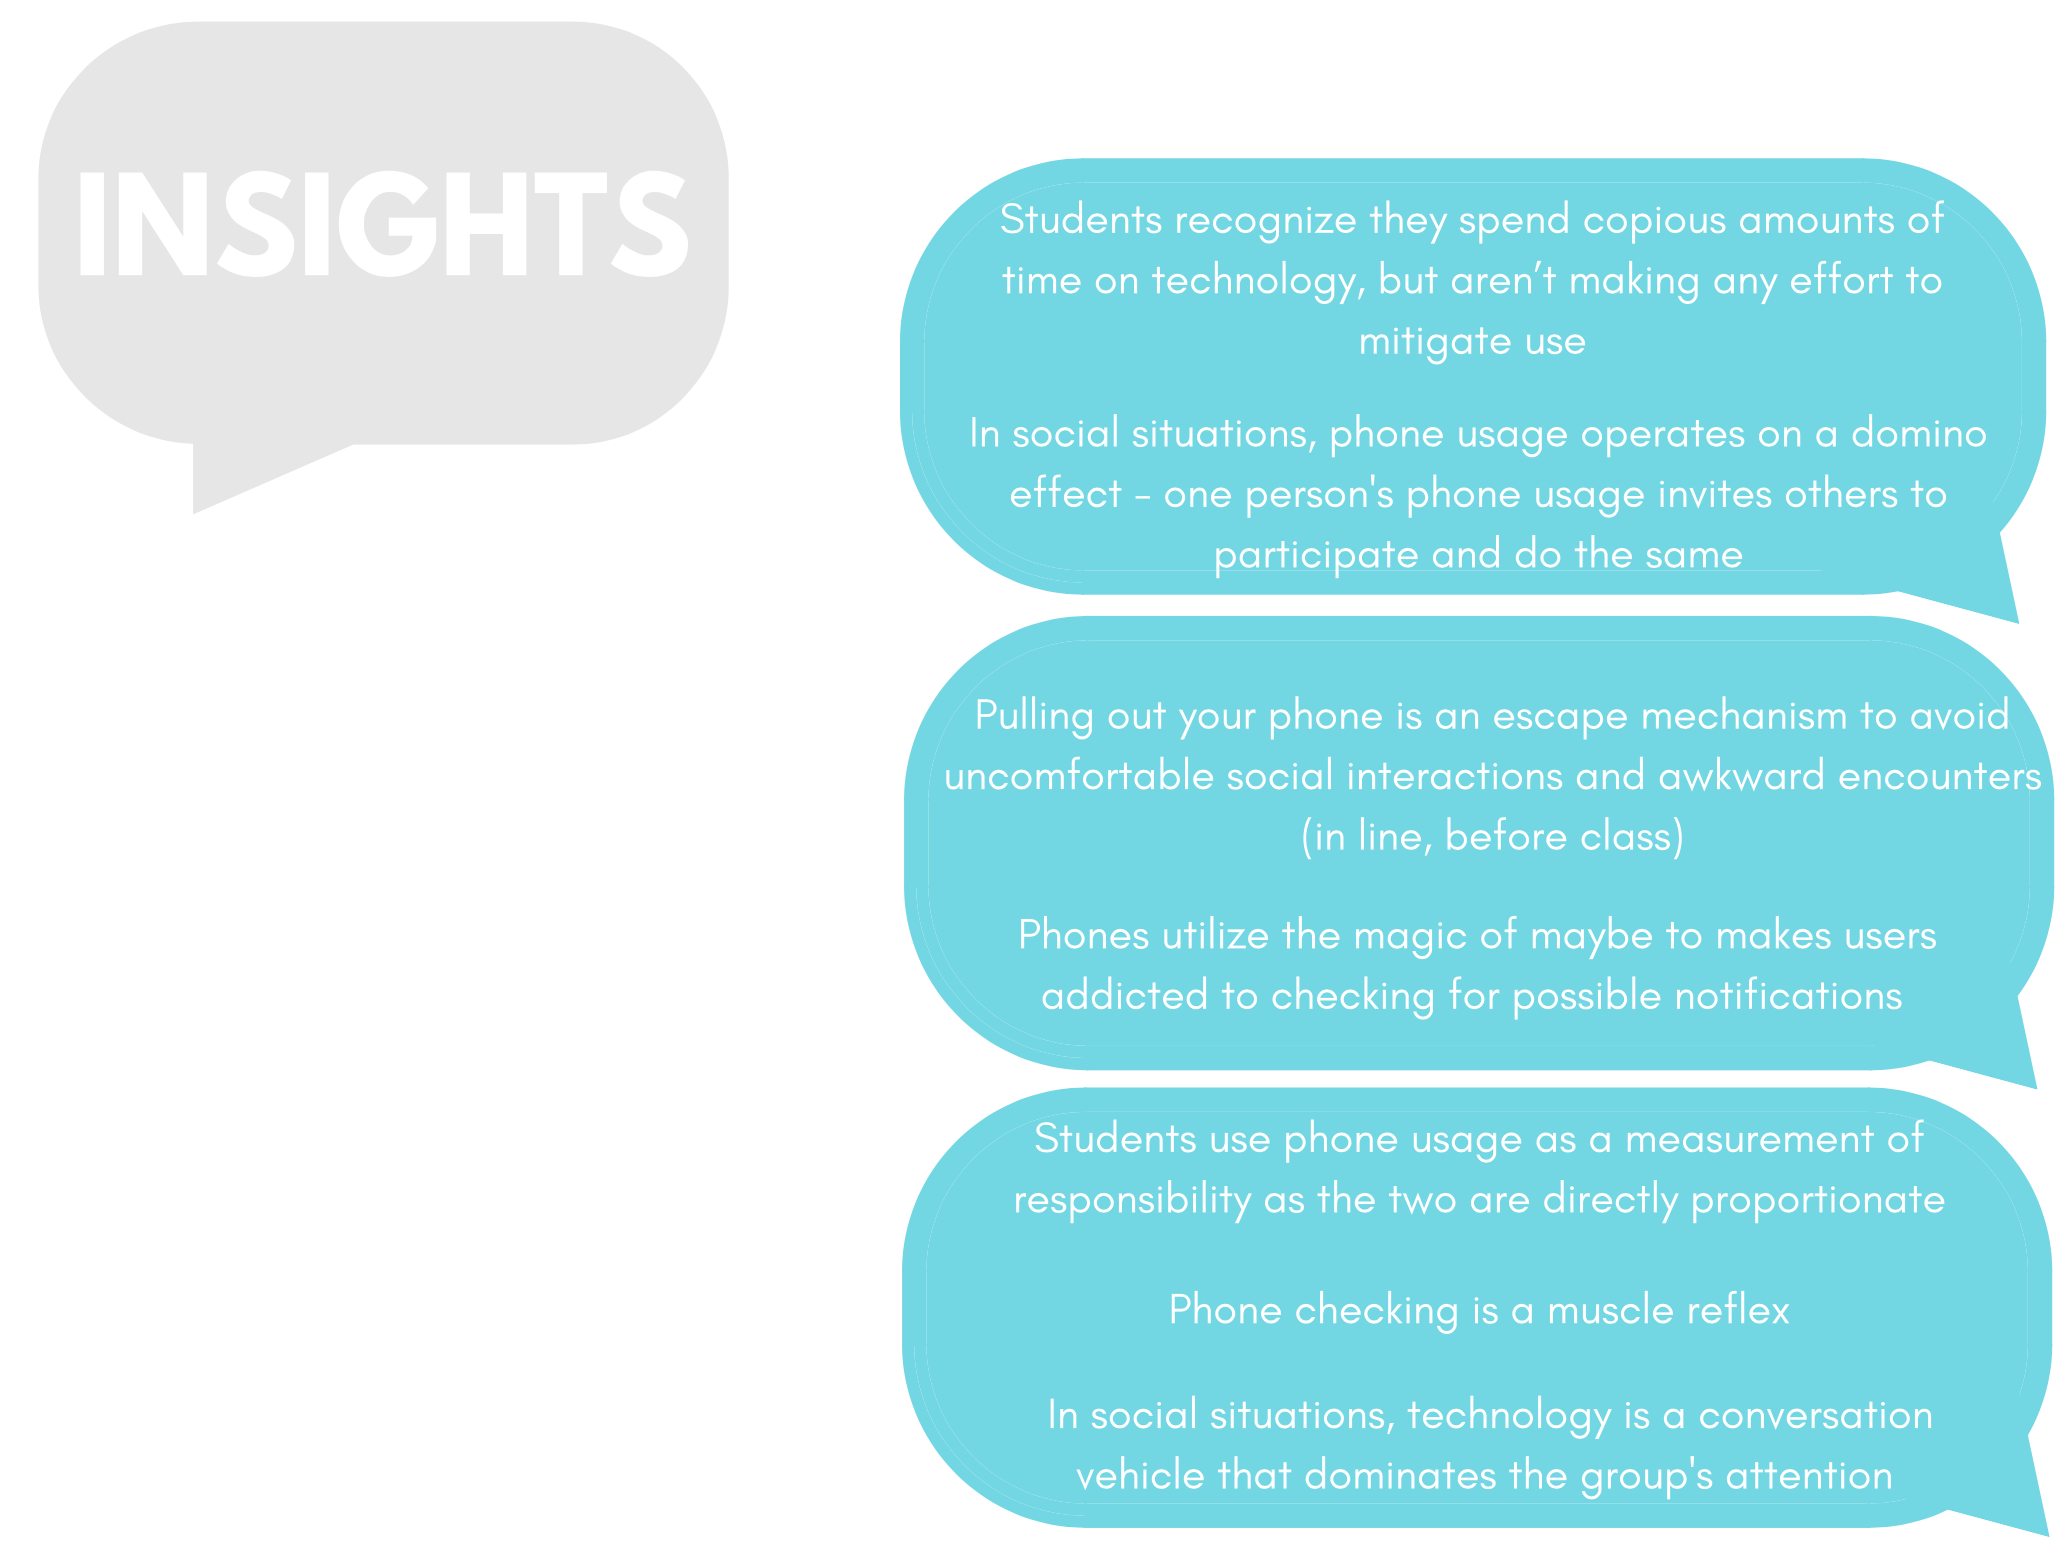 INSIGHTS
Students recognize they spend copious amounts of
time on technology, but aren’t making any effort to
mitigate use
In social situations, phone usage operates on a domino
effect - one person's phone usage invites others to
participate and do the same
Pulling out your phone is an escape mechanism to avoid
uncomfortable social interactions and awkward encounters
(in line, before class)
Phones utilize the magic of maybe to makes users
addicted to checking for possible notifications
Students use phone usage as a measurement of
responsibility as the two are directly proportionate
Phone checking is a muscle reflex
In social situations, technology is a conversation
vehicle that dominates the group's attention